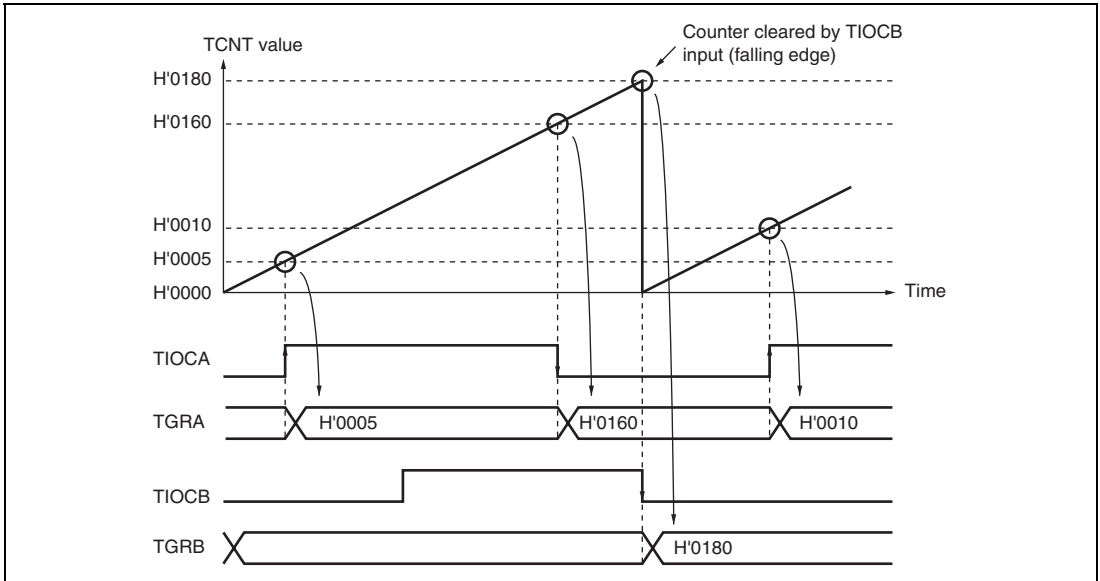 Counter cleared by TIOCB
input (falling edge)
TCNT value
H'0180
H'0160
H'0010
H'0005
H'0000
Time
TIOCA
TGRA
H'0005
H'0160
H'0010
TIOCB
TGRB
H'0180